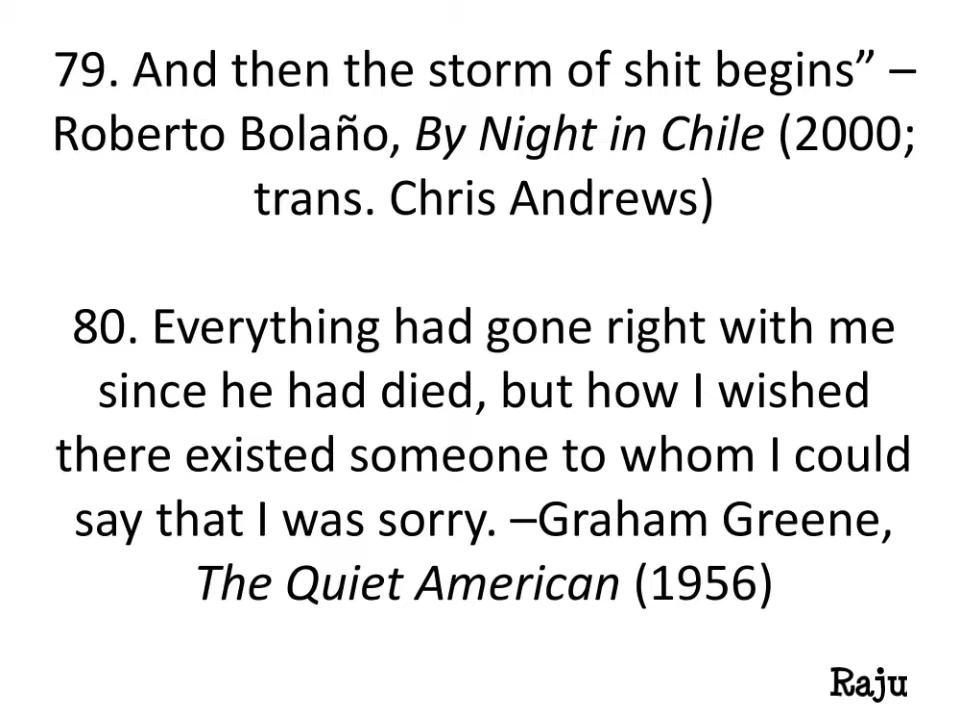 79. And then the storm of shit begins” –
Roberto Bolaño, By Night in Chile (2000;
trans. Chris Andrews)
80. Everything had gone right with me
since he had died, but how I wished
there existed someone to whom I could
say that I was sorry. –Graham Greene,
The Quiet American (1956)
Raju